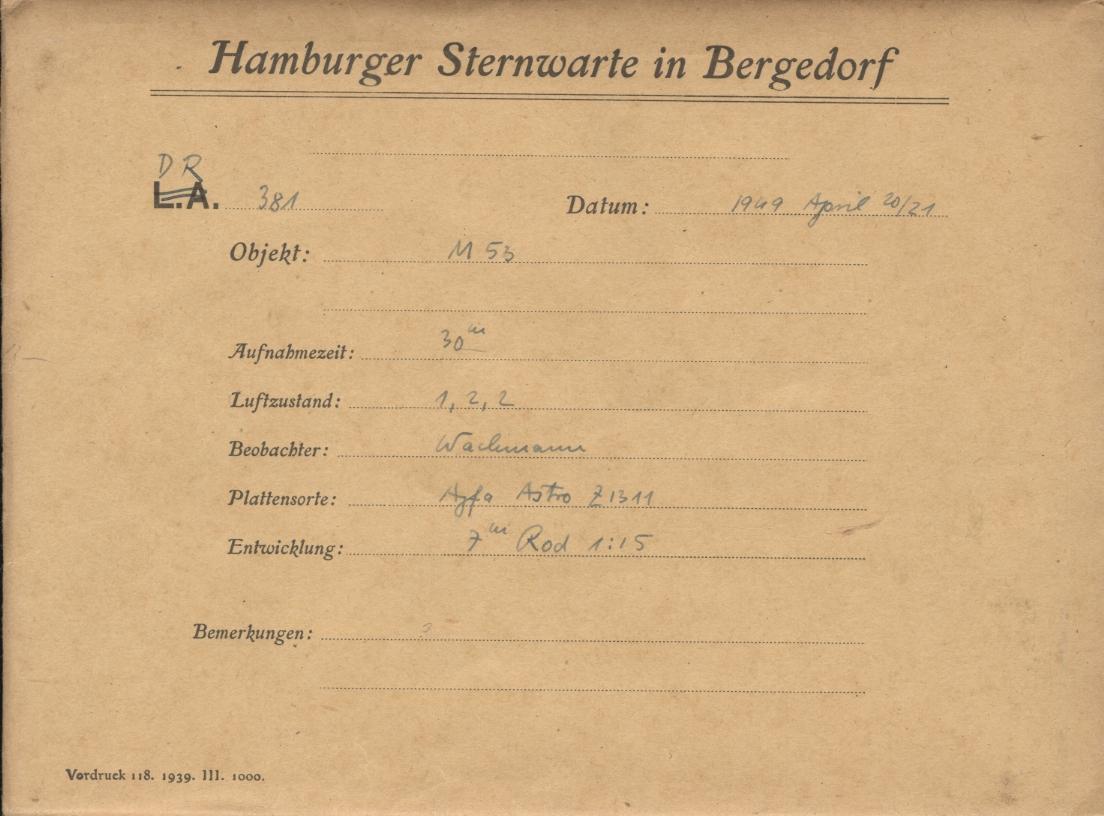 Hamburger Sternwarte in Bergedorf
DR
L.A. 381 Datum: 1949 April 20/21
Objekt: M 53
Aufnahmezeit: 30m
Luftzustand: 1, 2, 2
Beobachter: Wachmann
Plattensorte: Agfa Astro Z 1311
Entwicklung: 7m Rod 1:15
Bemerkungen:
Vordruck 118. 1939. III. 1000.